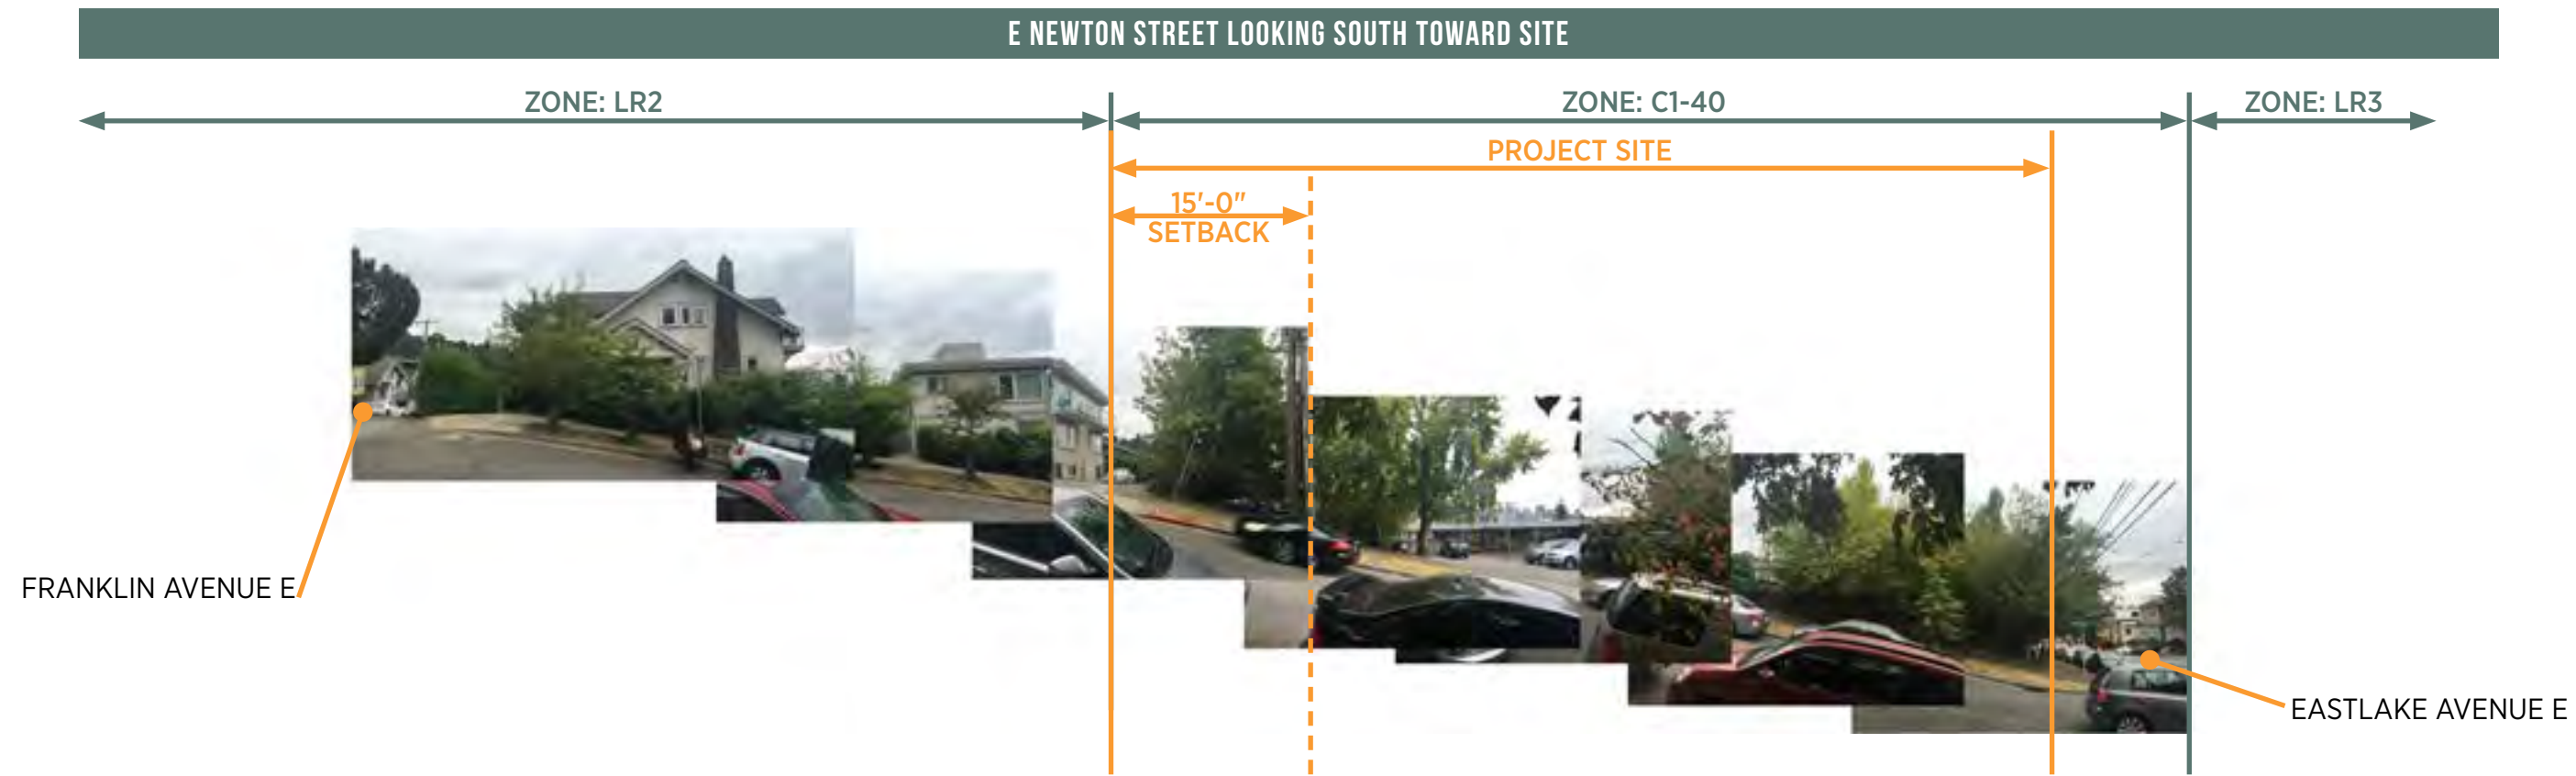 E NEWTON STREET LOOKING SOUTH TOWARD SITE
ZONE: LR2
ZONE: C1-40
ZONE: LR3
PROJECT SITE
15'-0"
SETBACK
FRANKLIN AVENUE E
EASTLAKE AVENUE E